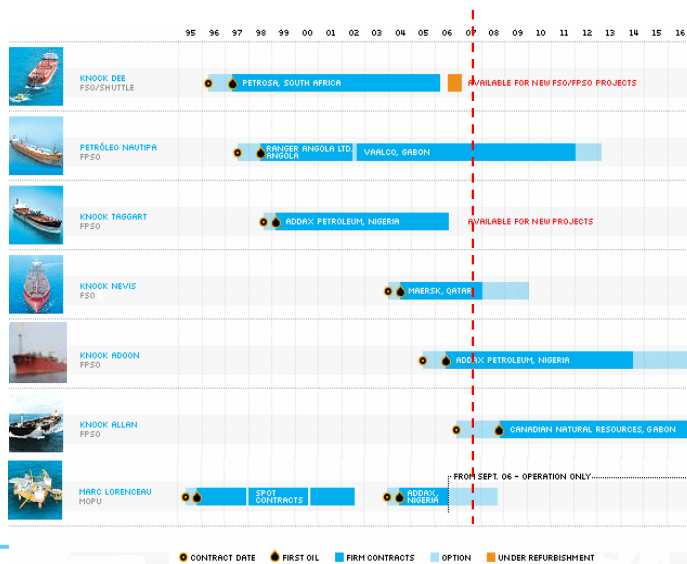 95 96 97 98 99 00 01 02 03 04 05 06 07 08 09 10 11 12 13 14 15 16
KNOCK DEE
FSO/SHUTTLE
PETROSA, SOUTH AFRICA
AVAILABLE FOR NEW FSO/FPSO PROJECTS
PETRÓLEO NAUTIPA
FPSO
RANGER ANGOLA LTD.
ANGOLA
VAALCO, GABON
KNOCK TAGGART
FPSO
ADDAX PETROLEUM, NIGERIA
AVAILABLE FOR NEW PROJECTS
KNOCK NEVIS
FSO
MAERSK, QATAR
KNOCK ADOON
FPSO
ADDAX PETROLEUM, NIGERIA
KNOCK ALLAN
FPSO
CANADIAN NATURAL RESOURCES, GABON
FROM SEPT. 06 - OPERATION ONLY
MARC LORENCEAU
MOPU
SPOT
CONTRACTS
ADDAX,
NIGERIA
CONTRACT DATE FIRST OIL FIRM CONTRACTS OPTION UNDER REFURBISHMENT